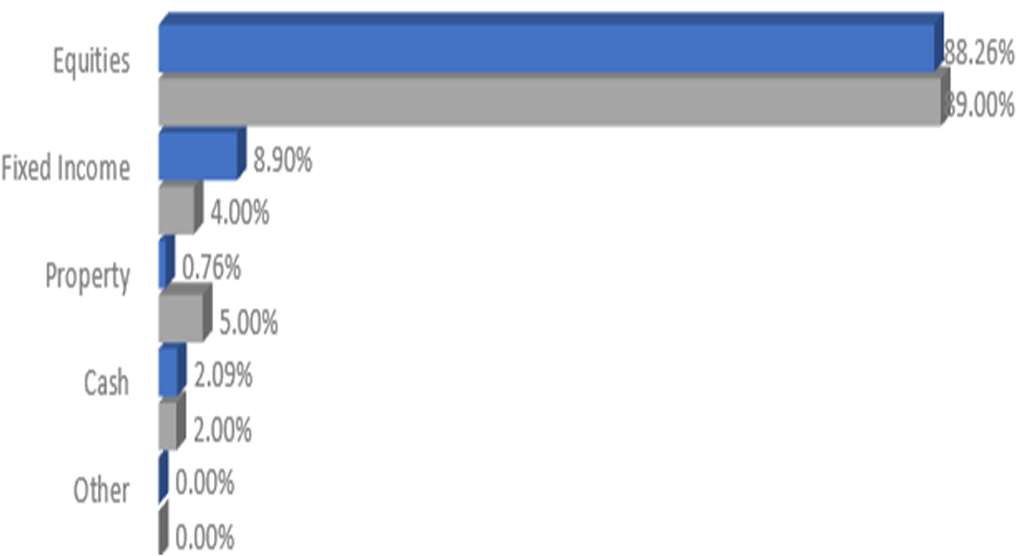 Equities
88.26%
89.00%
Fixed Income
8.90%
4.00%
Property
0.76%
5.00%
Cash
2.09%
2.00%
Other
0.00%
0.00%